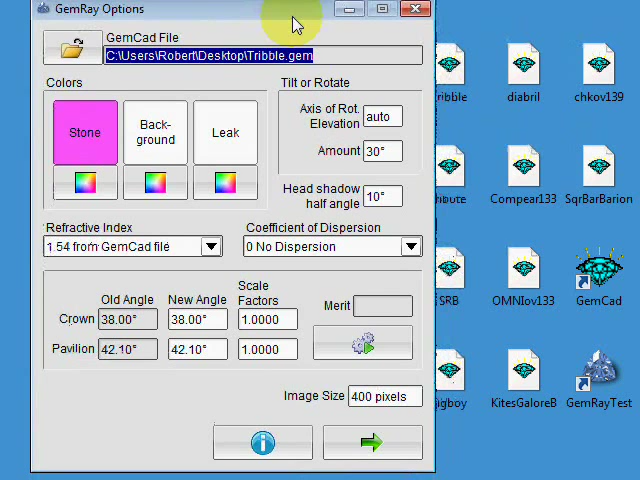 GemRay Options
GemCad File
C:\Users\Robert\Desktop\Tribble.gem
Colors
Stone
Back-
ground
Leak
Tilt or Rotate
Axis of Rot.
Elevation
auto
Amount
30°
Head shadow
half angle
10°
Refractive Index
1.54 from GemCad file
Coefficient of Dispersion
0 No Dispersion
Old Angle
New Angle
Scale
Factors
Merit
Crown
38.00°
38.00°
1.0000
Pavilion
42.10°
42.10°
1.0000
Image Size
400 pixels
ribble
diabril
chkov139
Compear133
SqrBarBarion
SRB
OMNIov133
GemCad
gboy
KitesGaloreB
GemRayTest